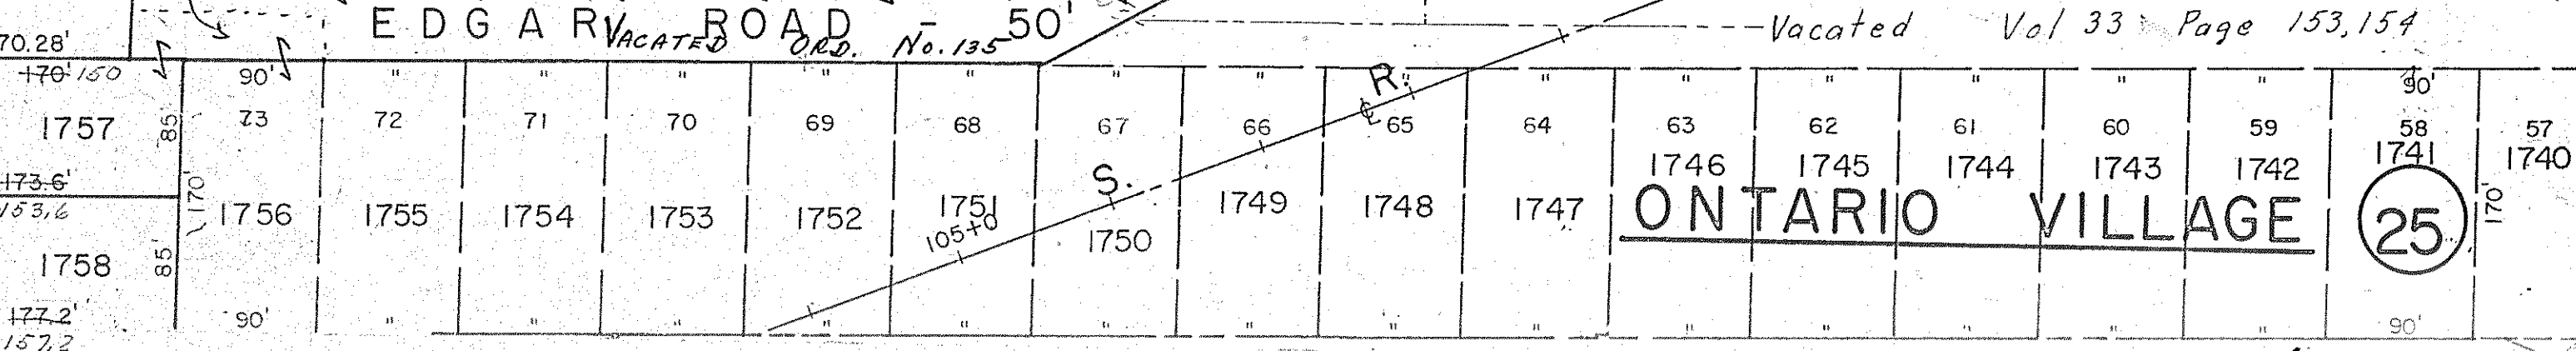 EDGAR ROAD - 50'
VACATED ORD. No. 135
Vacated Vol 33 Page 153,154
70.28'
170' 150
90' " " " " " " " " " " " " " " 90'
1757 85' 73 72 71 70 69 68 67 66 65 64 63 62 61 60 59 58 57
℄ S. R.
1746 1745 1744 1743 1742 1741 1740
173.6'
153.6
170' 1756 1755 1754 1753 1752 1751 1750 1749 1748 1747
105+0
ONTARIO VILLAGE 25 170'
1758 85'
177.2'
157.2
90' " " " " " " " " " " " " " " 90'